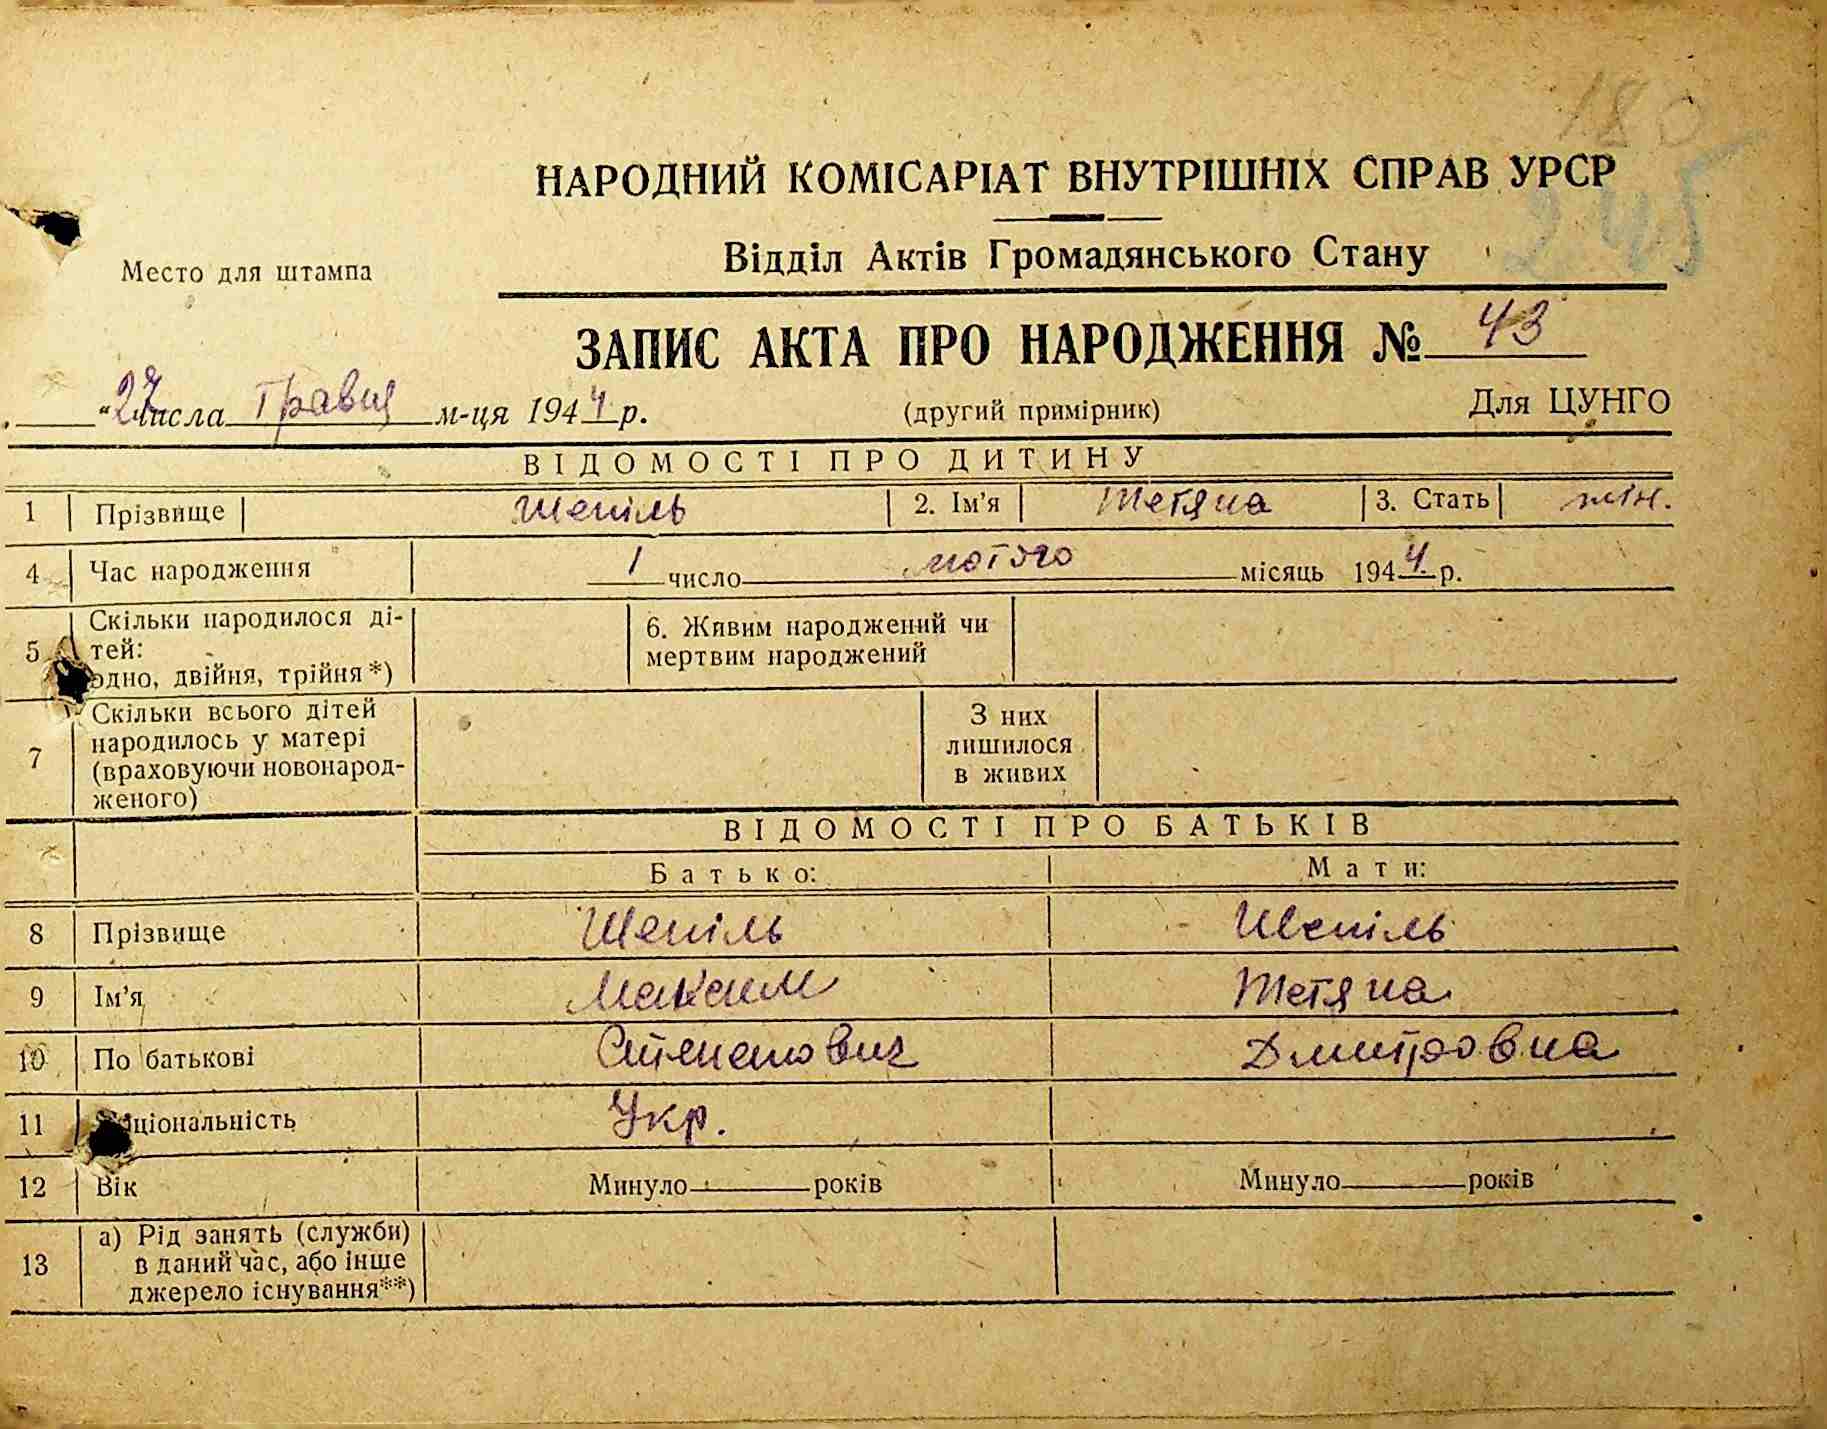 180
245
НАРОДНИЙ КОМІСАРІАТ ВНУТРІШНІХ СПРАВ УРСР
Відділ Актів Громадянського Стану
Место для штампа
ЗАПИС АКТА ПРО НАРОДЖЕННЯ № 43
"27 числа Травня м-ця 1944 р. (другий примірник) Для ЦУНГО
ВІДОМОСТІ ПРО ДИТИНУ
1 Прізвище Шепіль 2. Ім'я Тетяна 3. Стать жін.
4 Час народження 1 число лютого місяць 1944 р.
5 Скільки народилося ді-
тей:
одно, двійня, трійня*)
6. Живим народжений чи
мертвим народжений
7 Скільки всього дітей
народилось у матері
(враховуючи новонарод-
женого)
З них
лишилося
в живих
ВІДОМОСТІ ПРО БАТЬКІВ
Батько: Мати:
8 Прізвище Шепіль Шепіль
9 Ім'я Максим Тетяна
10 По батькові Степанович Дмитровна
11 Національність Укр.
12 Вік Минуло років Минуло років
13 а) Рід занять (служби)
в даний час, або інше
джерело існування**)